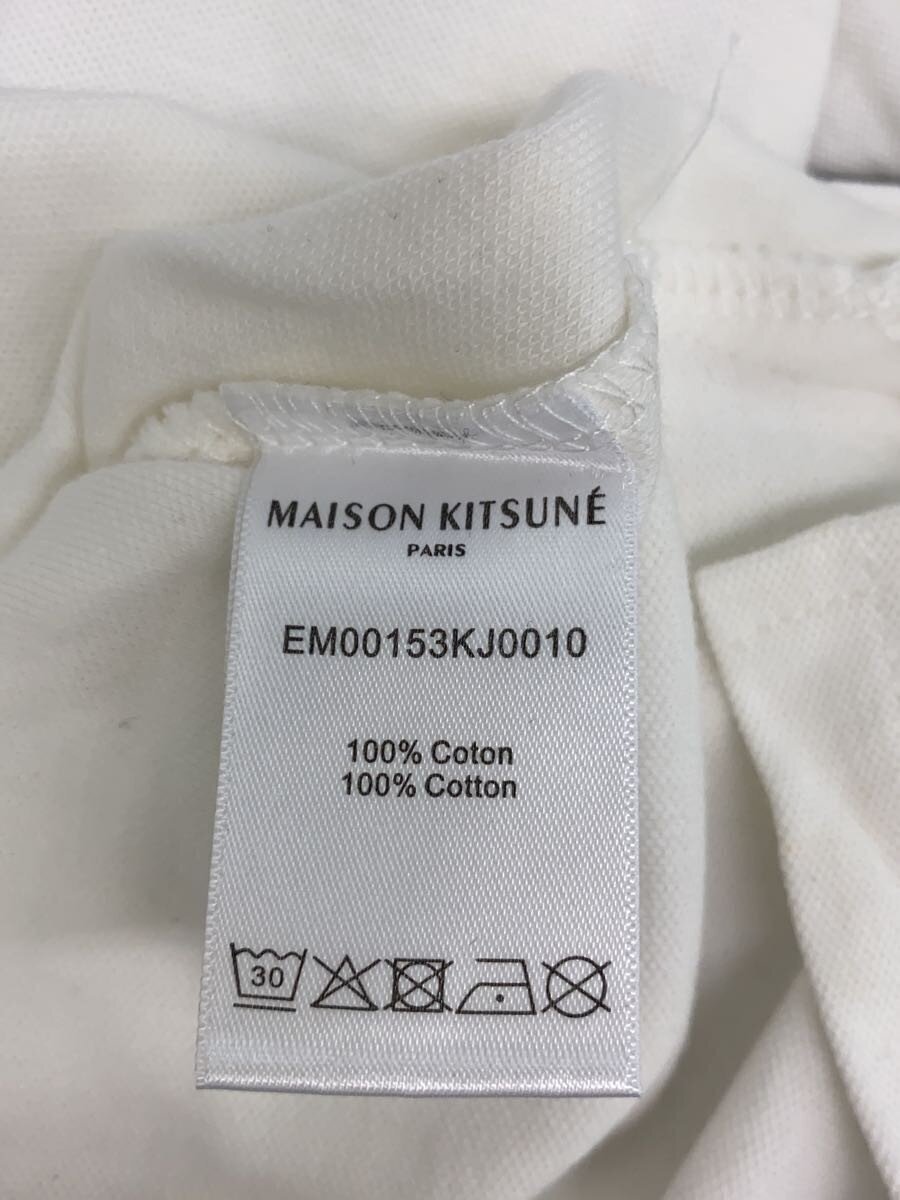 MAISON KITSUNÉ
PARIS
EM00153KJ0010
100% Coton
100% Cotton
30